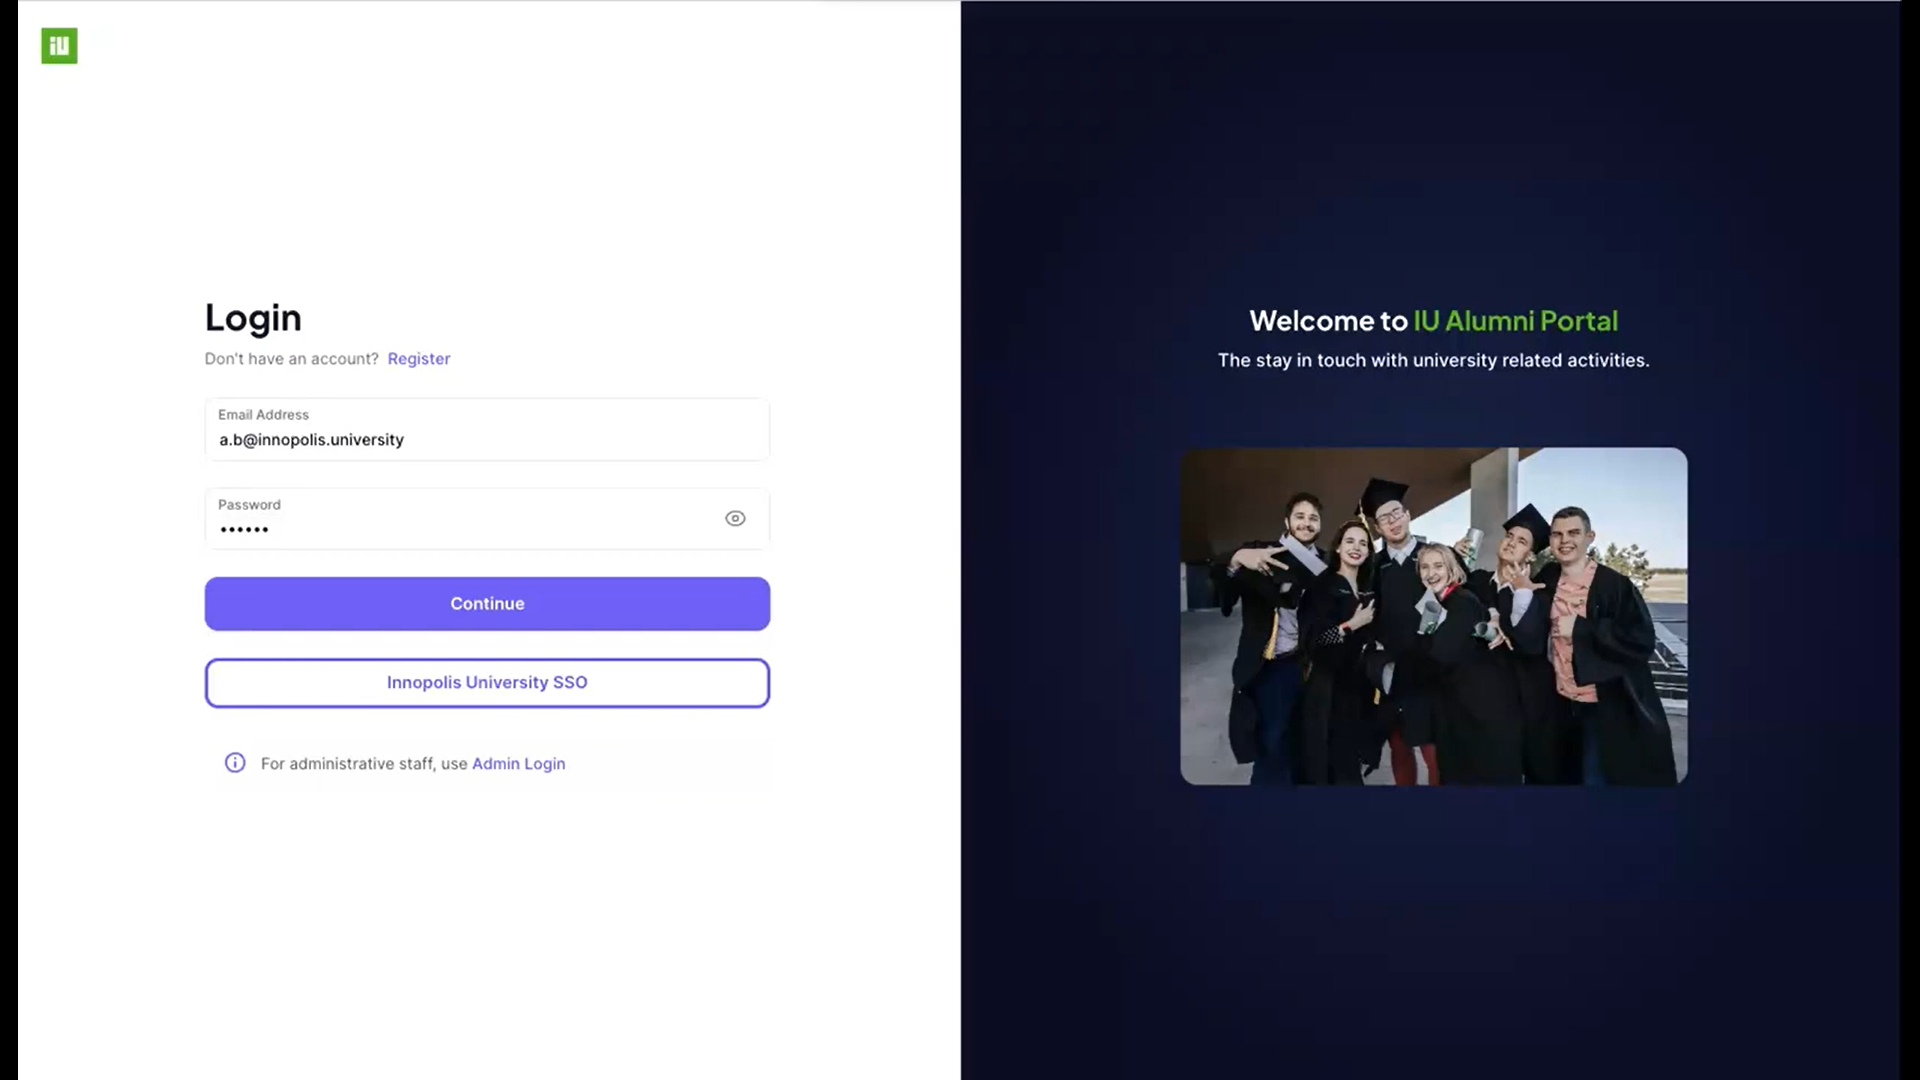 iU
Login
Don't have an account? Register
Email Address
a.b@innopolis.university
Password
••••••
Continue
Innopolis University SSO
For administrative staff, use Admin Login
Welcome to IU Alumni Portal
The stay in touch with university related activities.